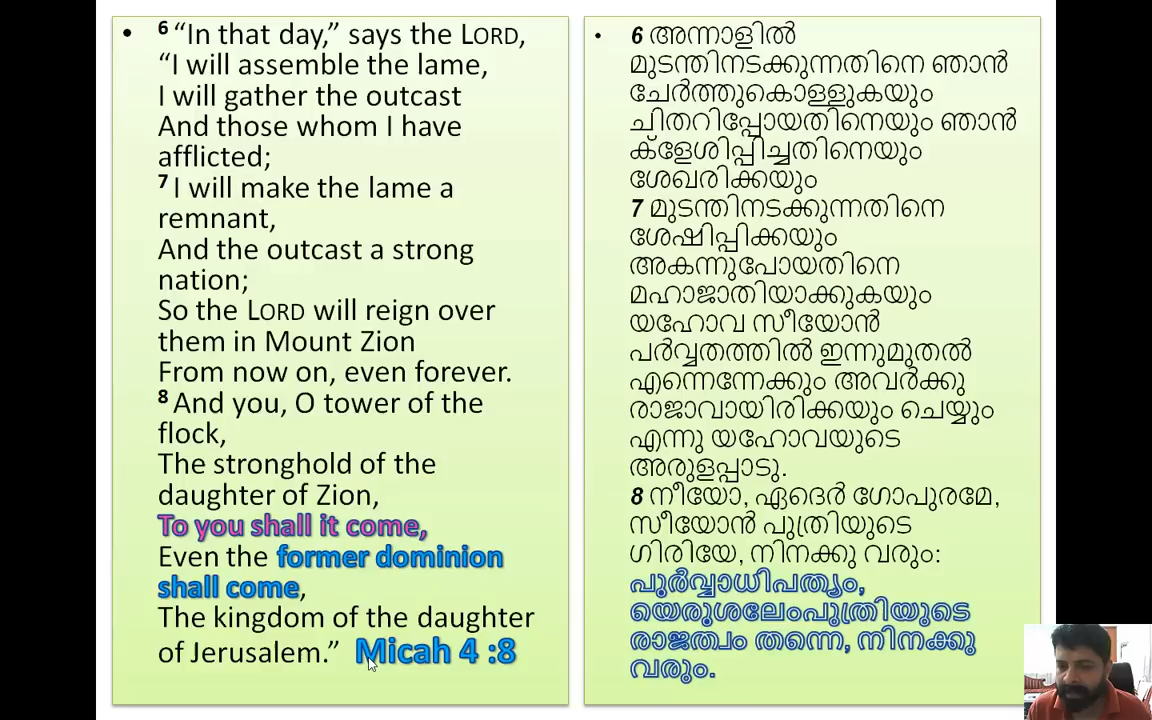 • 6 “In that day,” says the LORD,
“I will assemble the lame,
I will gather the outcast
And those whom I have
afflicted;
7 I will make the lame a
remnant,
And the outcast a strong
nation;
So the LORD will reign over
them in Mount Zion
From now on, even forever.
8 And you, O tower of the
flock,
The stronghold of the
daughter of Zion,
To you shall it come,
Even the former dominion
shall come,
The kingdom of the daughter
of Jerusalem.” Micah 4 :8
• 6 അന്നാളിൽ
മുടന്തിനടക്കുന്നതിനെ ഞാൻ
ചേർത്തുകൊള്ളുകയും
ചിതറിപ്പോയതിനെയും ഞാൻ
ക്ളേശിപ്പിച്ചതിനെയും
ശേഖരിക്കയും
7 മുടന്തിനടക്കുന്നതിനെ
ശേഷിപ്പിക്കയും
അകന്നുപോയതിനെ
മഹാജാതിയാക്കുകയും
യഹോവ സീയോൻ
പർവ്വതത്തിൽ ഇന്നുമുതൽ
എന്നെന്നേക്കും അവർക്കു
രാജാവായിരിക്കയും ചെയ്യും
എന്നു യഹോവയുടെ
അരുളപ്പാടു.
8 നീയോ, ഏദെർ ഗോപുരമേ,
സീയോൻ പുത്രിയുടെ
ഗിരിയേ, നിനക്കു വരും:
പൂർവ്വാധിപത്യം,
യെരൂശലേംപുത്രിയുടെ
രാജത്വം തന്നെ, നിനക്കു
വരും.